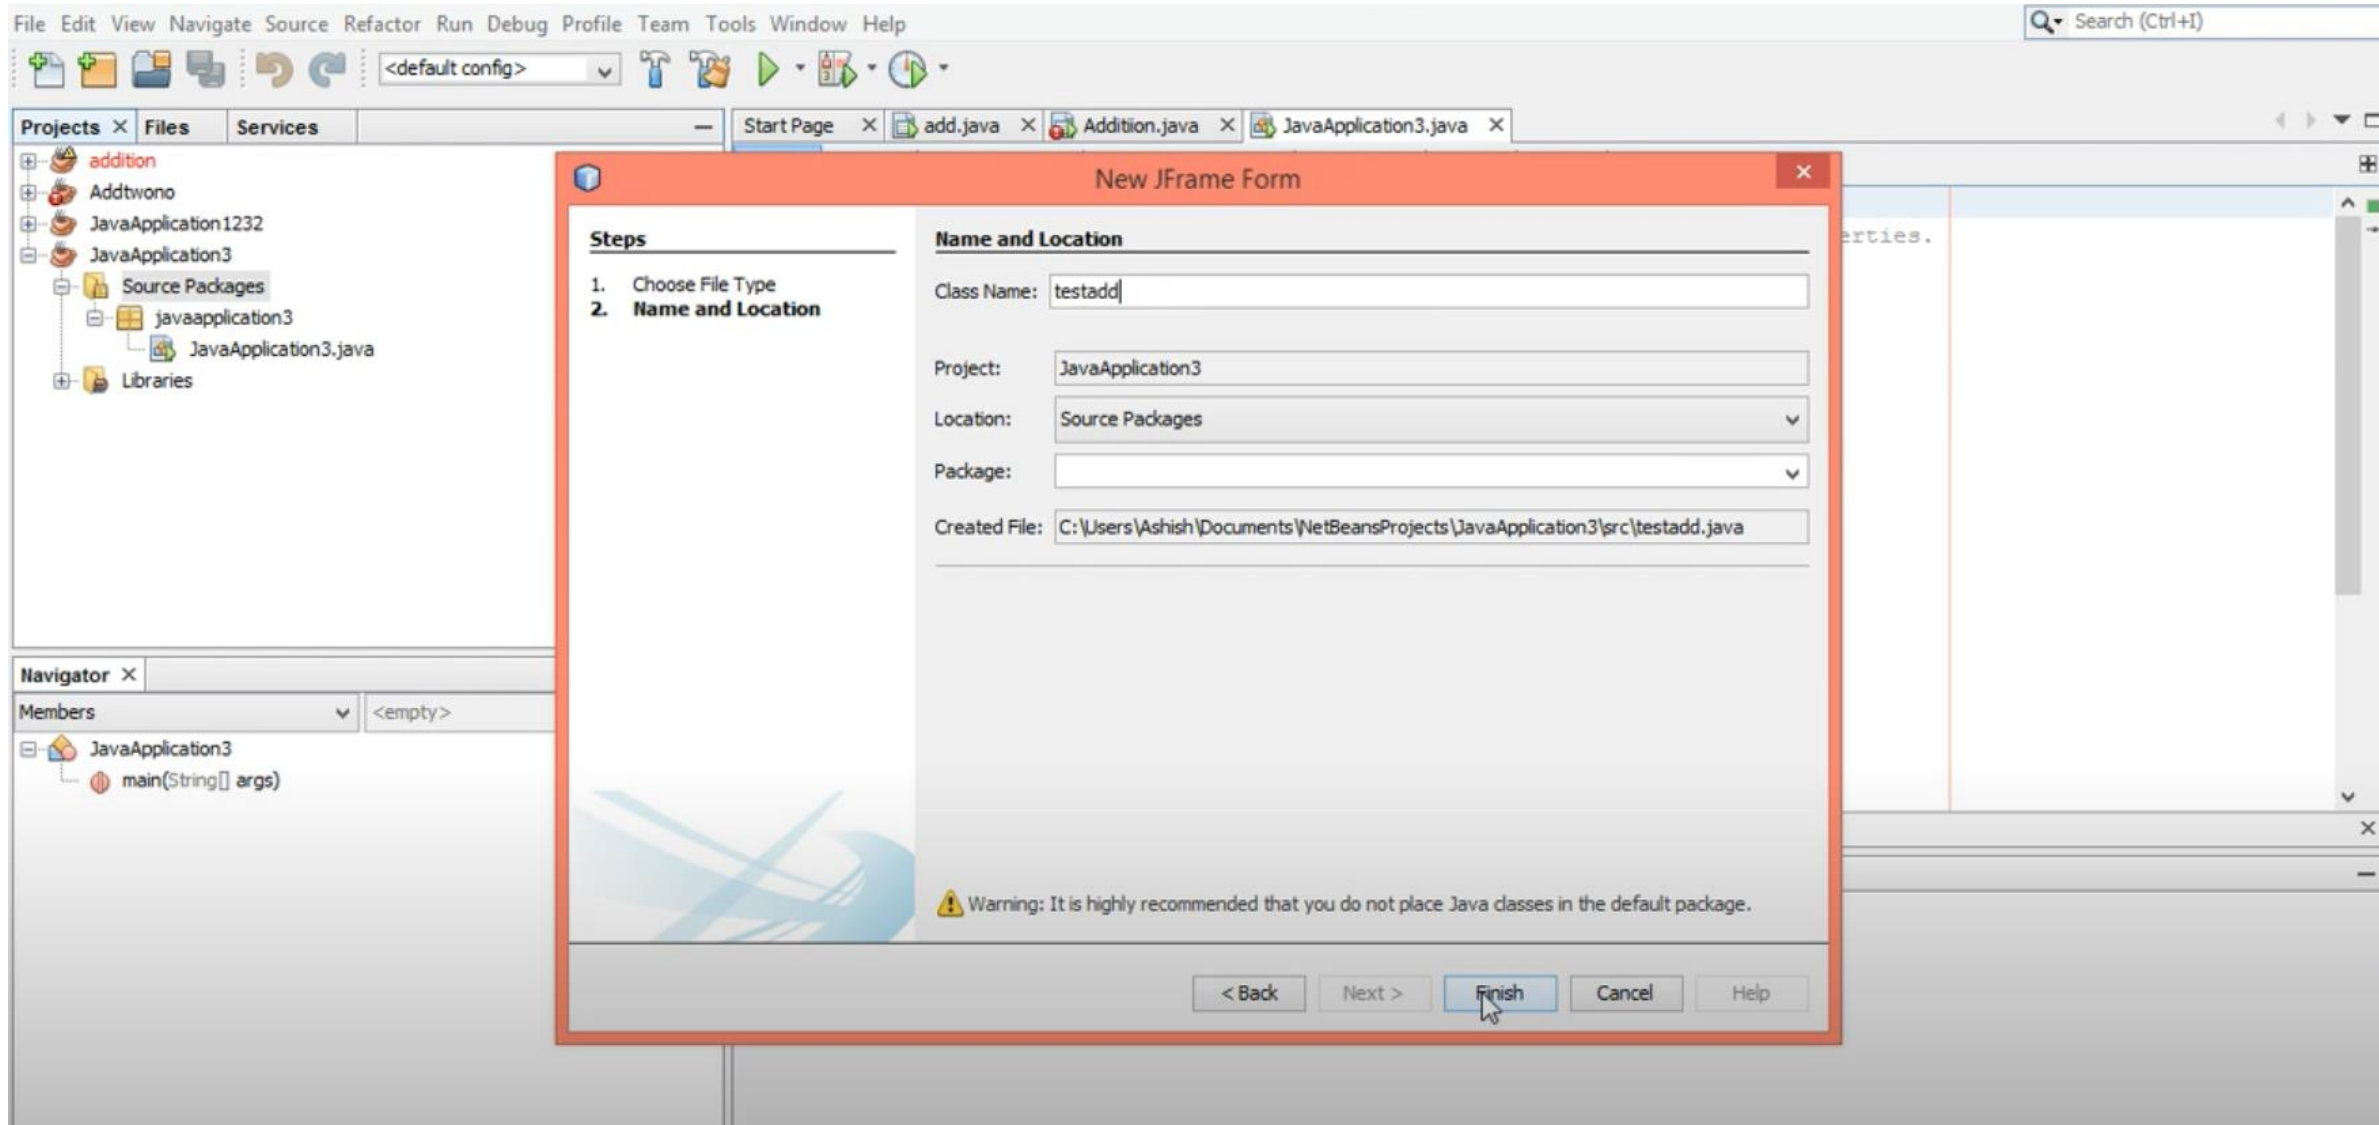 File Edit View Navigate Source Refactor Run Debug Profile Team Tools Window Help
Search (Ctrl+I)
<default config>
Projects Files Services
Start Page add.java Addition.java JavaApplication3.java
addition
Addtwono
JavaApplication1232
JavaApplication3
Source Packages
javaapplication3
JavaApplication3.java
Libraries
Navigator
Members <empty>
JavaApplication3
main(String[] args)
New JFrame Form
Steps
1. Choose File Type
2. Name and Location
Name and Location
Class Name: testadd
Project: JavaApplication3
Location: Source Packages
Package:
Created File: C:\Users\Ashish\Documents\NetBeansProjects\JavaApplication3\src\testadd.java
Warning: It is highly recommended that you do not place Java classes in the default package.
< Back Next > Finish Cancel Help
erties.